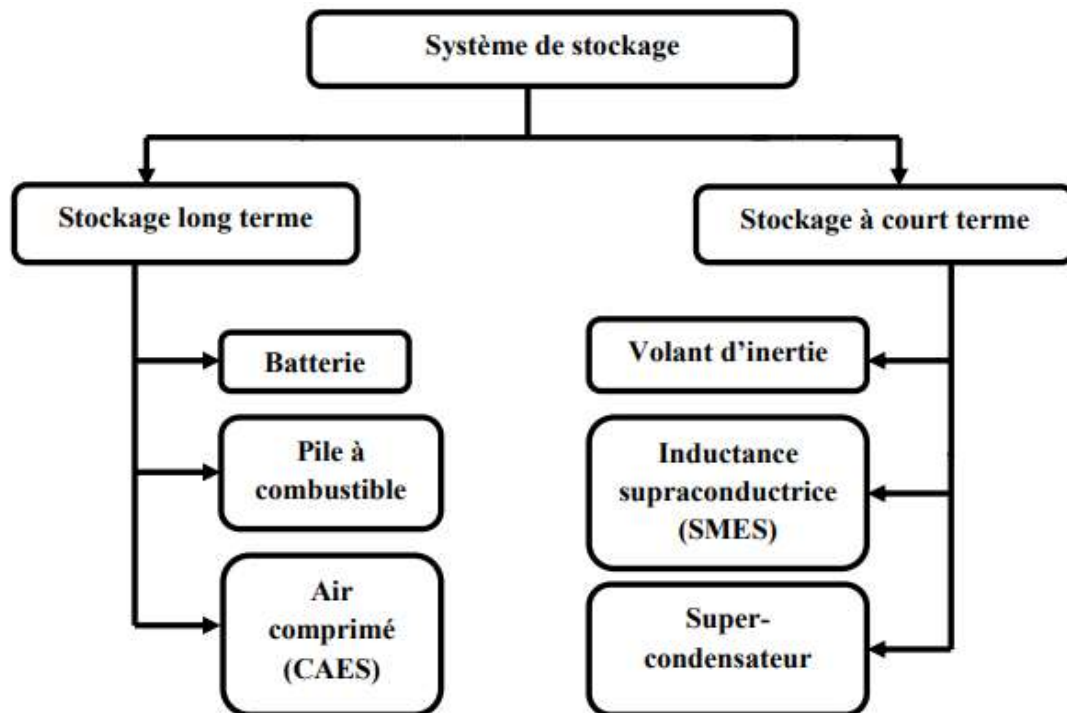 Système de stockage
Stockage long terme
Stockage à court terme
Batterie
Pile à
combustible
Air
comprimé
(CAES)
Volant d’inertie
Inductance
supraconductrice
(SMES)
Super-
condensateur